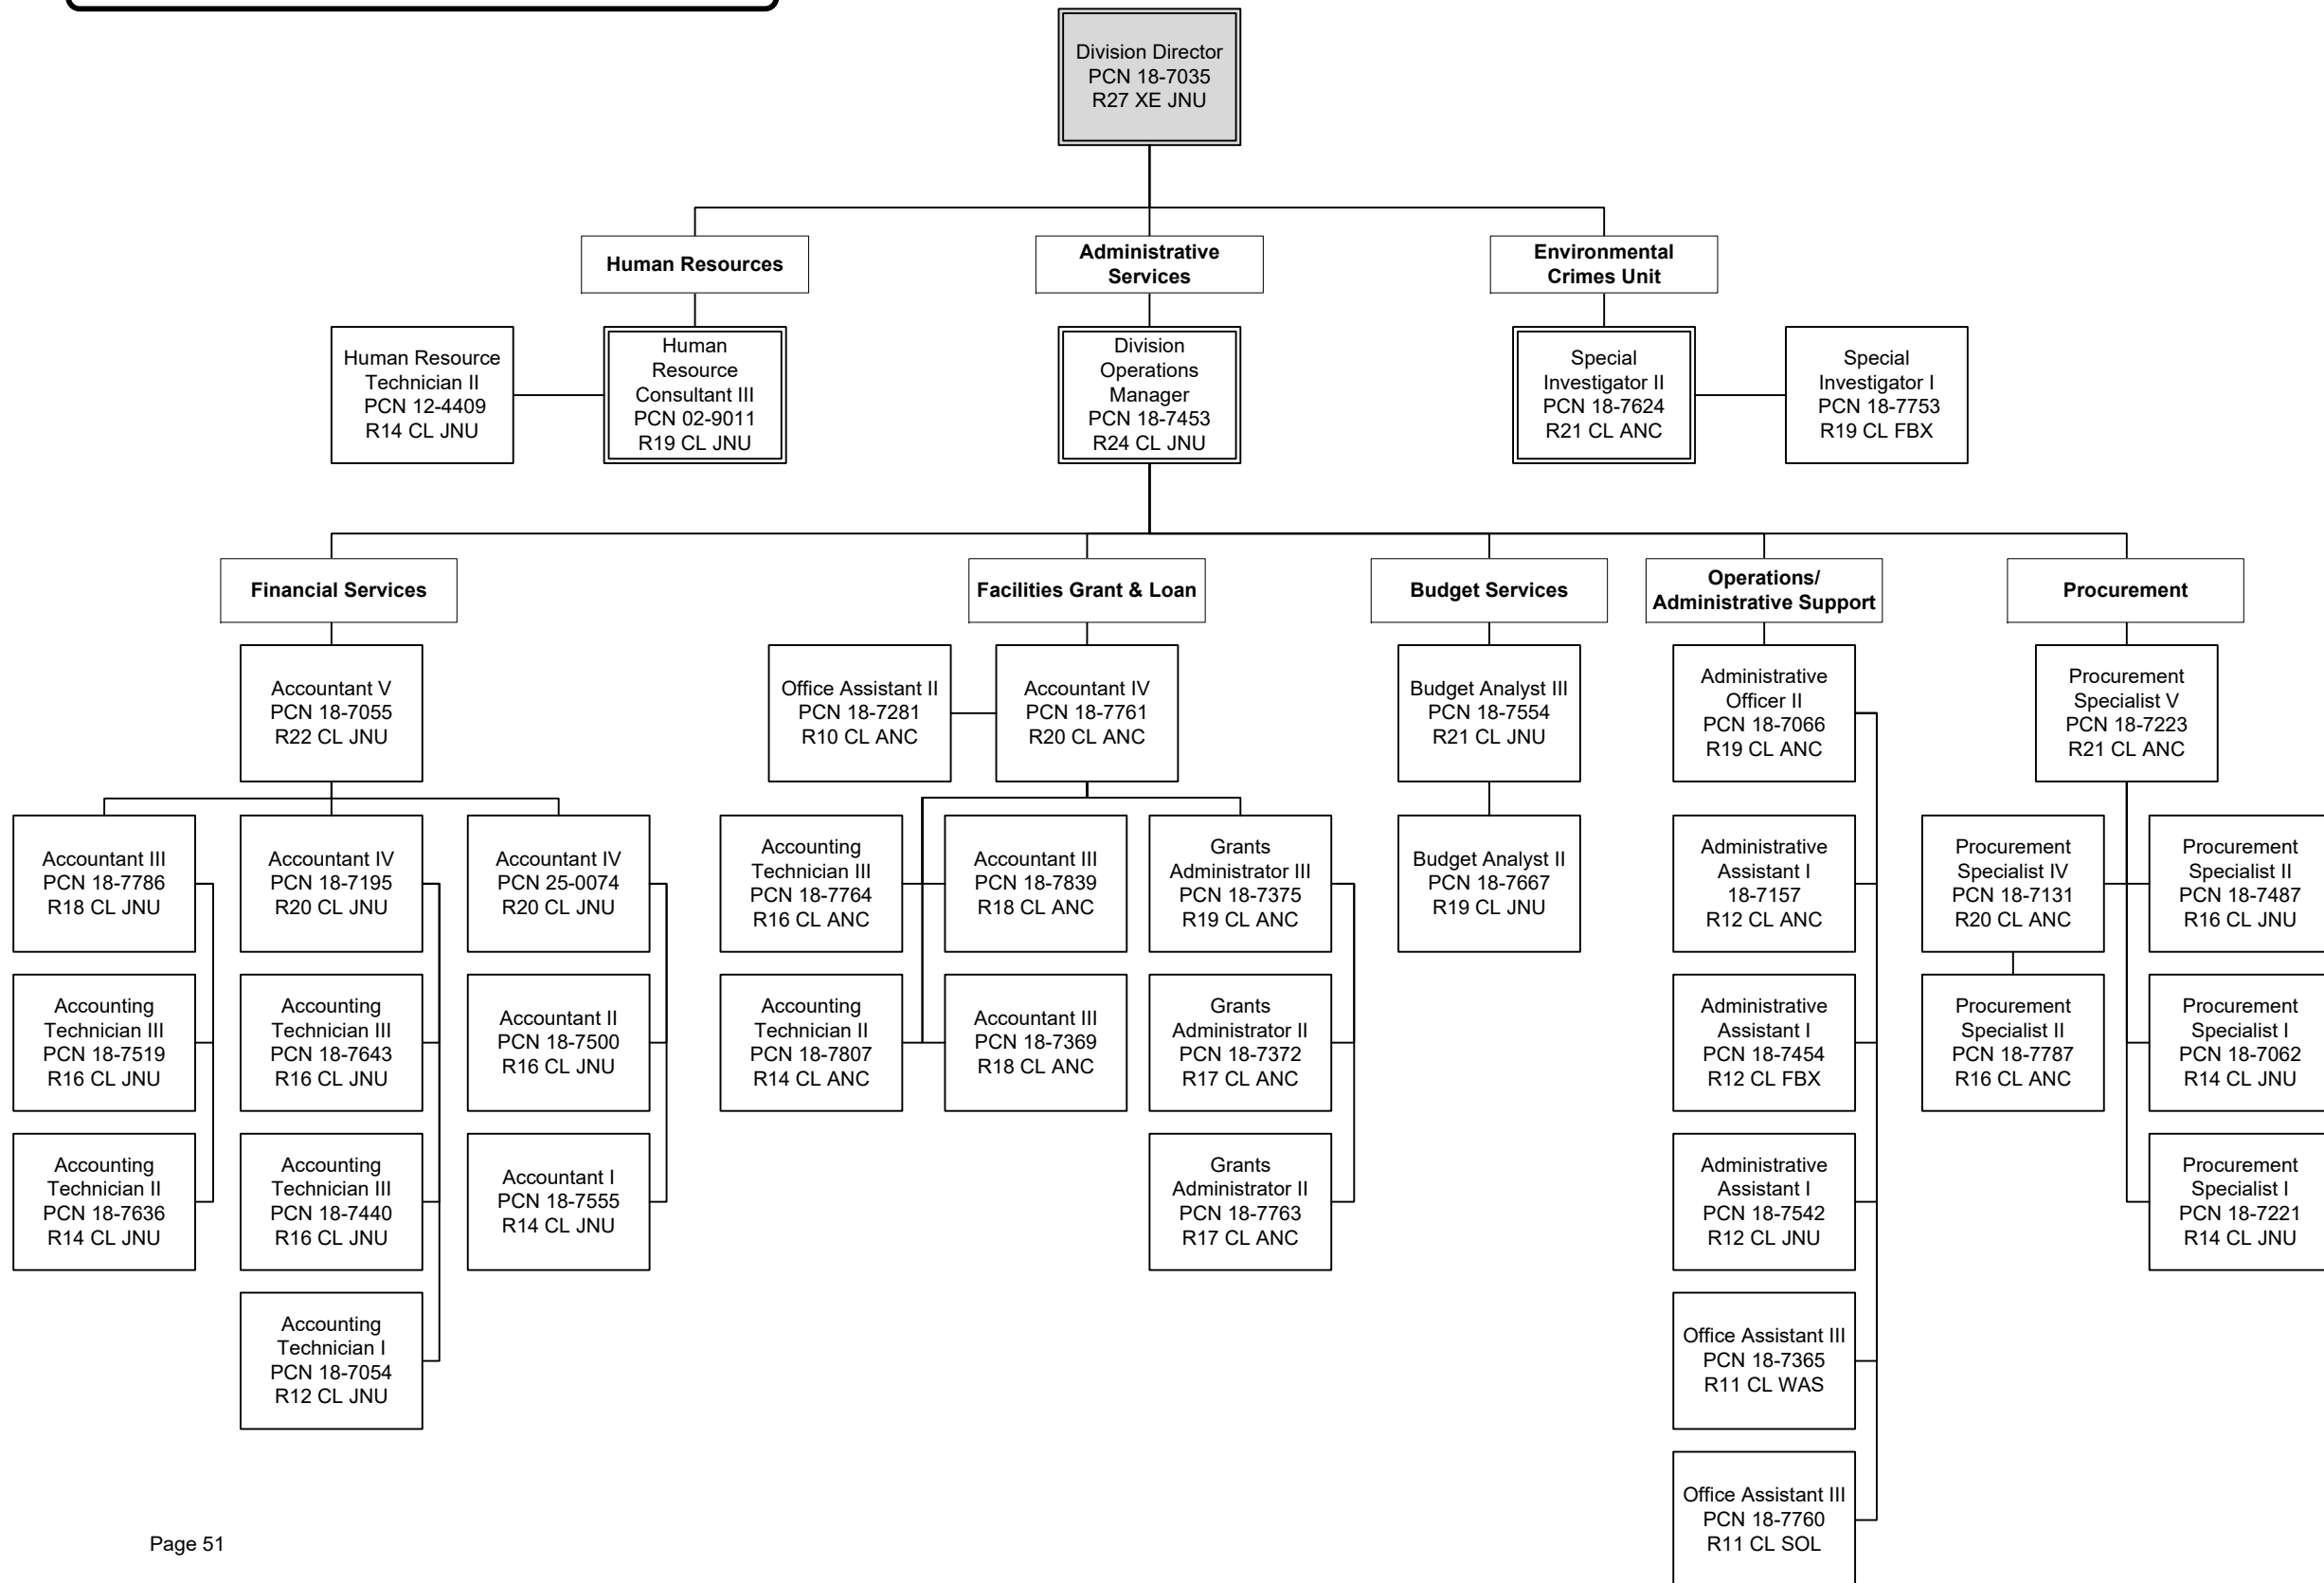 Division Director
PCN 18-7035
R27 XE JNU
Human Resources
Administrative
Services
Environmental
Crimes Unit
Human Resource
Technician II
PCN 12-4409
R14 CL JNU
Human
Resource
Consultant III
PCN 02-9011
R19 CL JNU
Division
Operations
Manager
PCN 18-7453
R24 CL JNU
Special
Investigator II
PCN 18-7624
R21 CL ANC
Special
Investigator I
PCN 18-7753
R19 CL FBX
Financial Services
Facilities Grant & Loan
Budget Services
Operations/
Administrative Support
Procurement
Accountant V
PCN 18-7055
R22 CL JNU
Office Assistant II
PCN 18-7281
R10 CL ANC
Accountant IV
PCN 18-7761
R20 CL ANC
Budget Analyst III
PCN 18-7554
R21 CL JNU
Administrative
Officer II
PCN 18-7066
R19 CL ANC
Procurement
Specialist V
PCN 18-7223
R21 CL ANC
Accountant III
PCN 18-7786
R18 CL JNU
Accountant IV
PCN 18-7195
R20 CL JNU
Accountant IV
PCN 25-0074
R20 CL JNU
Accounting
Technician III
PCN 18-7764
R16 CL ANC
Accountant III
PCN 18-7839
R18 CL ANC
Grants
Administrator III
PCN 18-7375
R19 CL ANC
Budget Analyst II
PCN 18-7667
R19 CL JNU
Administrative
Assistant I
18-7157
R12 CL ANC
Procurement
Specialist IV
PCN 18-7131
R20 CL ANC
Procurement
Specialist II
PCN 18-7487
R16 CL JNU
Accounting
Technician III
PCN 18-7519
R16 CL JNU
Accounting
Technician III
PCN 18-7643
R16 CL JNU
Accountant II
PCN 18-7500
R16 CL JNU
Accounting
Technician II
PCN 18-7807
R14 CL ANC
Accountant III
PCN 18-7369
R18 CL ANC
Grants
Administrator II
PCN 18-7372
R17 CL ANC
Administrative
Assistant I
PCN 18-7454
R12 CL FBX
Procurement
Specialist II
PCN 18-7787
R16 CL ANC
Procurement
Specialist I
PCN 18-7062
R14 CL JNU
Accounting
Technician II
PCN 18-7636
R14 CL JNU
Accounting
Technician III
PCN 18-7440
R16 CL JNU
Accountant I
PCN 18-7555
R14 CL JNU
Grants
Administrator II
PCN 18-7763
R17 CL ANC
Administrative
Assistant I
PCN 18-7542
R12 CL JNU
Procurement
Specialist I
PCN 18-7221
R14 CL JNU
Accounting
Technician I
PCN 18-7054
R12 CL JNU
Office Assistant III
PCN 18-7365
R11 CL WAS
Office Assistant III
PCN 18-7760
R11 CL SOL
Page 51